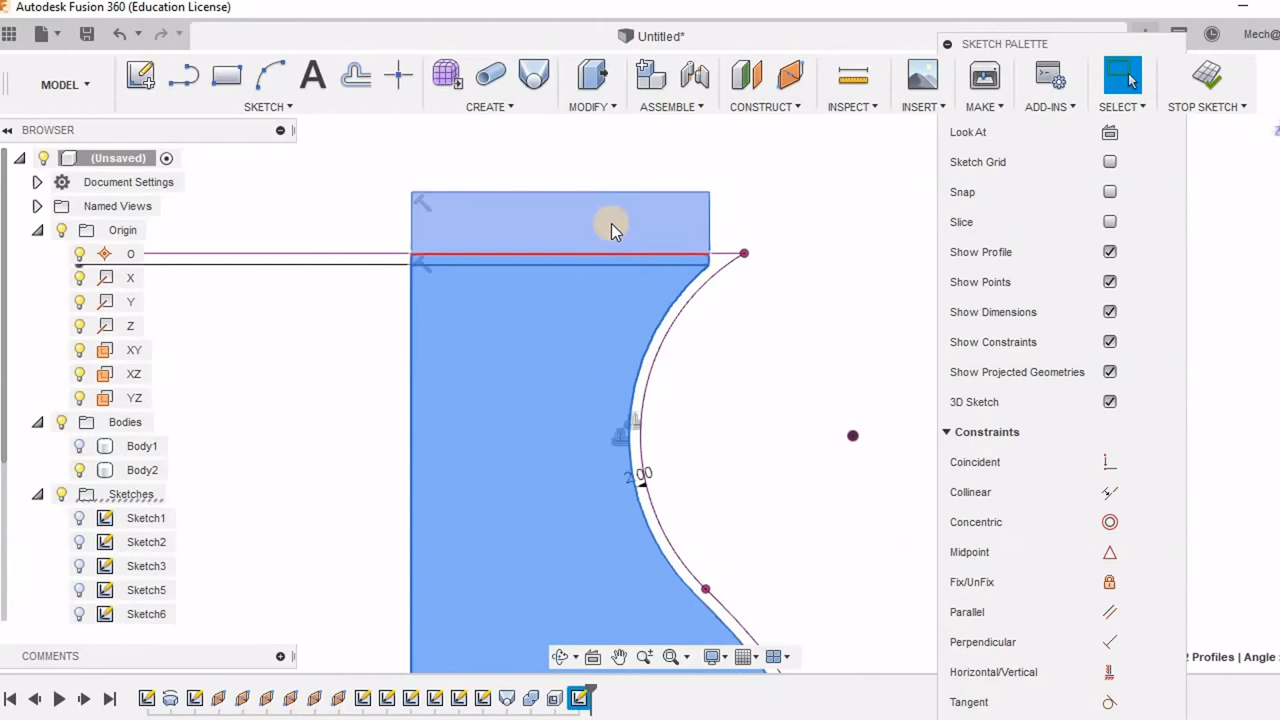 Autodesk Fusion 360 (Education License)
Untitled*
Mech@
MODEL
SKETCH
CREATE
MODIFY
ASSEMBLE
CONSTRUCT
INSPECT
INSERT
MAKE
ADD-INS
SELECT
STOP SKETCH
BROWSER
(Unsaved)
Document Settings
Named Views
Origin
O
X
Y
Z
XY
XZ
YZ
Bodies
Body1
Body2
Sketches
Sketch1
Sketch2
Sketch3
Sketch5
Sketch6
COMMENTS
2.00
SKETCH PALETTE
Look At
Sketch Grid
Snap
Slice
Show Profile
Show Points
Show Dimensions
Show Constraints
Show Projected Geometries
3D Sketch
Constraints
Coincident
Collinear
Concentric
Midpoint
Fix/UnFix
Parallel
Perpendicular
Horizontal/Vertical
Tangent
2 Profiles | Angle :